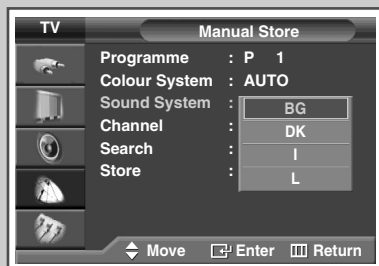 TV
Manual Store
Programme : P 1
Colour System : AUTO
Sound System : BG
DK
Channel :
I
Search :
L
Store :
Move Enter Return